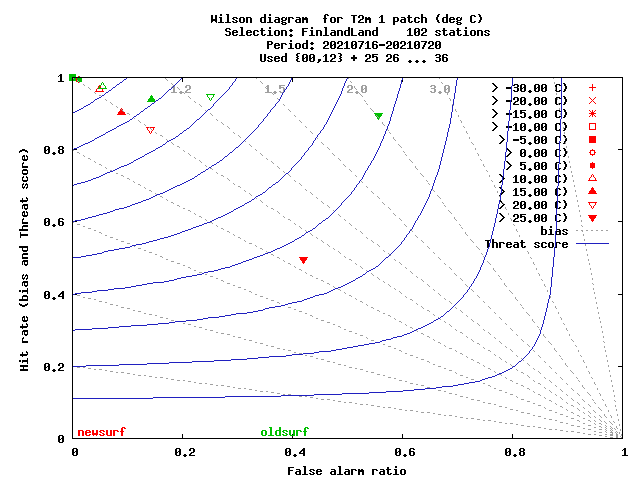 Wilson diagram  for T2m 1 patch (deg C)
Selection: FinlandLand    102 stations
Period: 20210716-20210720
Used {00,12} + 25 26 ... 36
Hit rate (bias and Threat score)
1
0.8
0.6
0.4
0.2
0
1.2
1.5
2.0
3.0
> -30.00 C)
> -20.00 C)
> -15.00 C)
> -10.00 C)
> -5.00 C)
> 0.00 C)
> 5.00 C)
> 10.00 C)
> 15.00 C)
> 20.00 C)
> 25.00 C)
bias
Threat score
newsurf
oldsurf
0
0.2
0.4
0.6
0.8
1
False alarm ratio